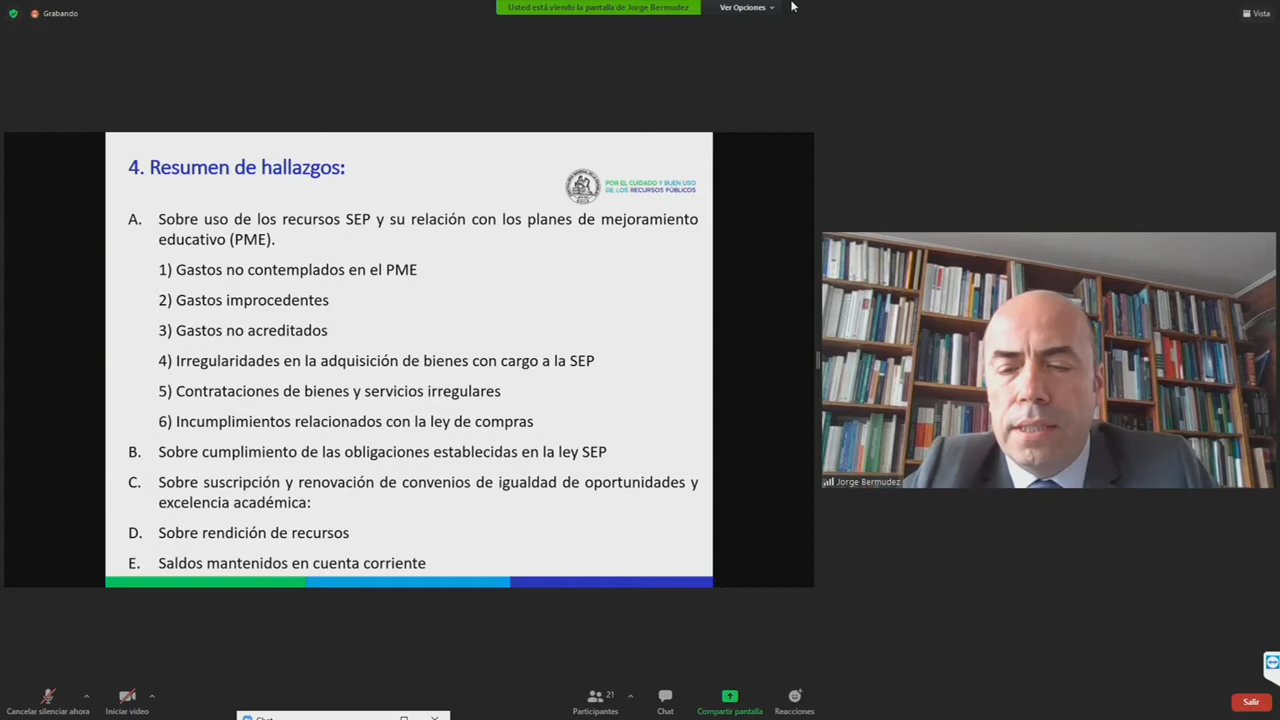 Grabando
Usted está viendo la pantalla de Jorge Bermudez
Ver Opciones
Vista
4. Resumen de hallazgos:
POR EL CUIDADO Y BUEN USO
DE LOS RECURSOS PÚBLICOS
A. Sobre uso de los recursos SEP y su relación con los planes de mejoramiento
educativo (PME).
1) Gastos no contemplados en el PME
2) Gastos improcedentes
3) Gastos no acreditados
4) Irregularidades en la adquisición de bienes con cargo a la SEP
5) Contrataciones de bienes y servicios irregulares
6) Incumplimientos relacionados con la ley de compras
B. Sobre cumplimiento de las obligaciones establecidas en la ley SEP
C. Sobre suscripción y renovación de convenios de igualdad de oportunidades y
excelencia académica:
D. Sobre rendición de recursos
E. Saldos mantenidos en cuenta corriente
Jorge Bermudez
Cancelar silenciar ahora
Iniciar video
21
Participantes
Chat
Compartir pantalla
Reacciones
Salir